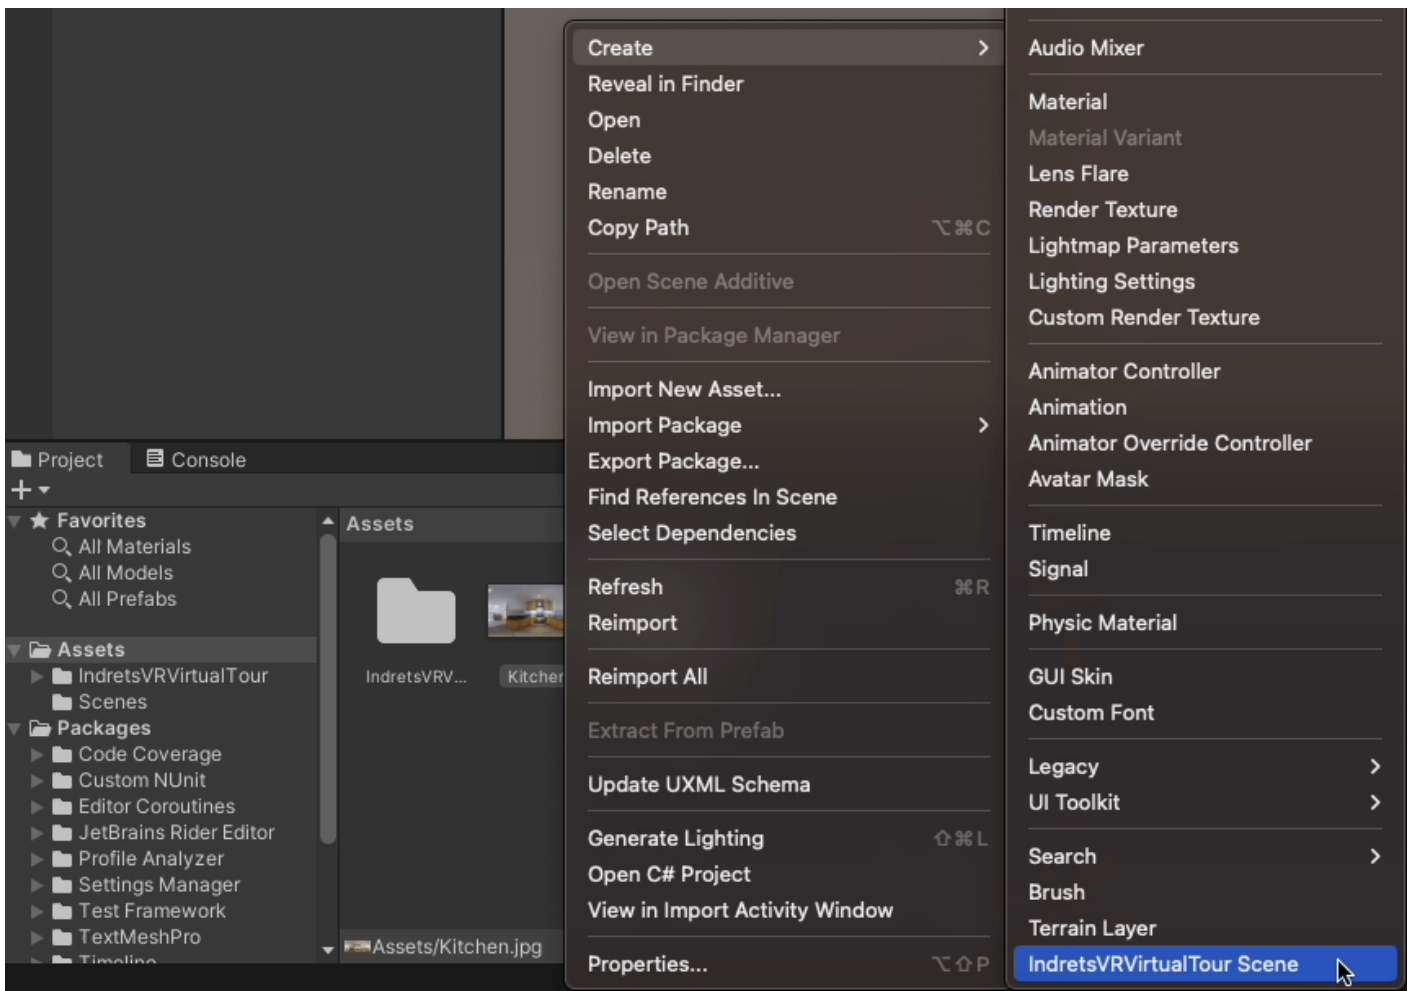 Create
Reveal in Finder
Open
Delete
Rename
Copy Path ⌥⌘C
Open Scene Additive
View in Package Manager
Import New Asset...
Import Package
Export Package...
Find References In Scene
Select Dependencies
Refresh ⌘R
Reimport
Reimport All
Extract From Prefab
Update UXML Schema
Generate Lighting ⇧⌘L
Open C# Project
View in Import Activity Window
Properties... ⌥⇧P
Audio Mixer
Material
Material Variant
Lens Flare
Render Texture
Lightmap Parameters
Lighting Settings
Custom Render Texture
Animator Controller
Animation
Animator Override Controller
Avatar Mask
Timeline
Signal
Physic Material
GUI Skin
Custom Font
Legacy
UI Toolkit
Search
Brush
Terrain Layer
IndretsVRVirtualTour Scene
Project
Console
Favorites
All Materials
All Models
All Prefabs
Assets
IndretsVRVirtualTour
Scenes
Packages
Code Coverage
Custom NUnit
Editor Coroutines
JetBrains Rider Editor
Profile Analyzer
Settings Manager
Test Framework
TextMeshPro
Timeline
Assets
IndretsVRV...
Kitchen
Assets/Kitchen.jpg